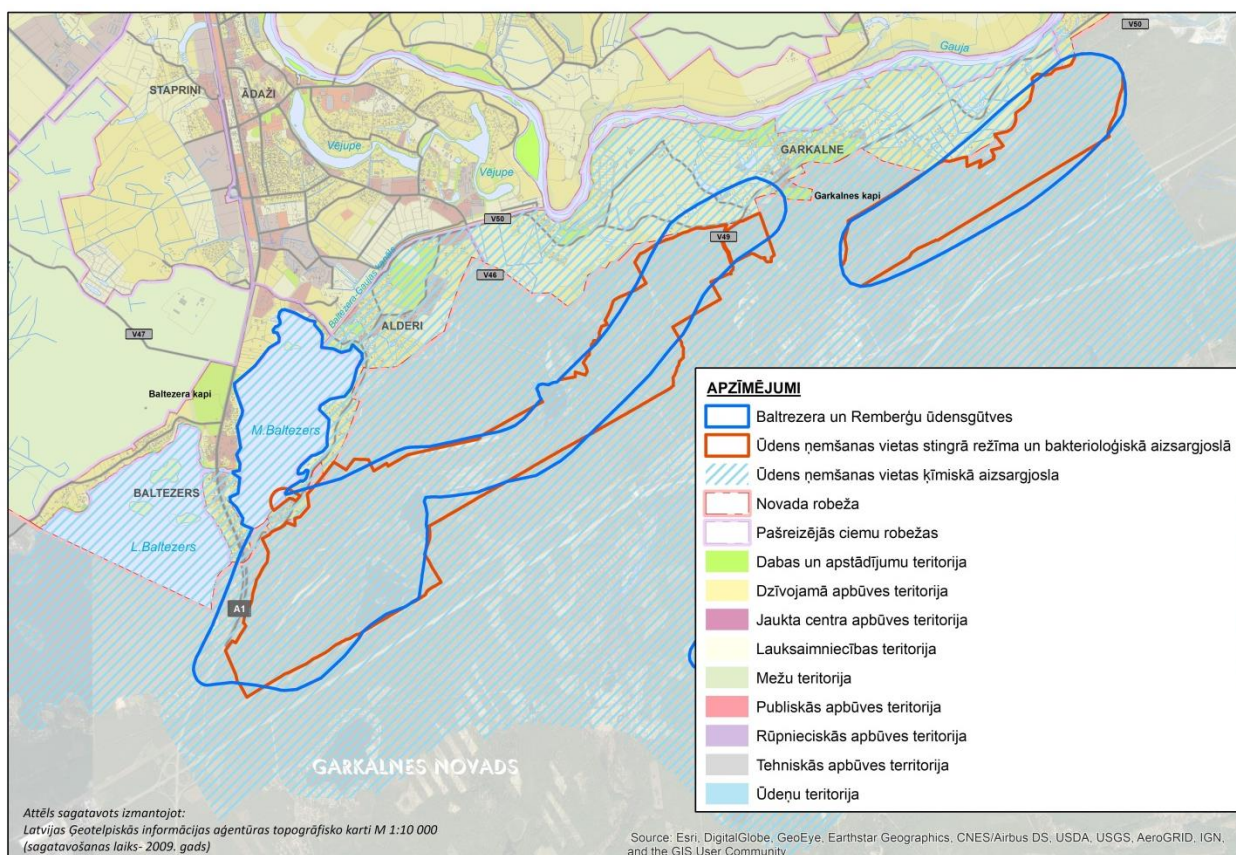 V50
Gauja
STAPRIŅI
ĀDAŽI
Vējupe
Vējupe
GARKALNE
Garkalnes kapi
V50
V49
V46
Baltezera-Gaujas kanāls
ALDERI
V47
Baltezera kapi
M.Baltezers
BALTEZERS
L.Baltezers
A1
GARKALNES NOVADS
APZĪMĒJUMI
Baltrezera un Remberģu ūdensgūtves
Ūdens ņemšanas vietas stingrā režīma un bakterioloģiskā aizsargjoslā
Ūdens ņemšanas vietas ķīmiskā aizsargjosla
Novada robeža
Pašreizējās ciemu robežas
Dabas un apstādījumu teritorija
Dzīvojamā apbūves teritorija
Jaukta centra apbūves teritorija
Lauksaimniecības teritorija
Mežu teritorija
Publiskās apbūves teritorija
Rūpnieciskās apbūves teritorija
Tehniskās apbūves territorija
Ūdeņu teritorija
Attēls sagatavots izmantojot:
Latvijas Ģeotelpiskās informācijas aģentūras topogrāfisko karti M 1:10 000
(sagatavošanas laiks- 2009. gads)
Source: Esri, DigitalGlobe, GeoEye, Earthstar Geographics, CNES/Airbus DS, USDA, USGS, AeroGRID, IGN,
and the GIS User Community